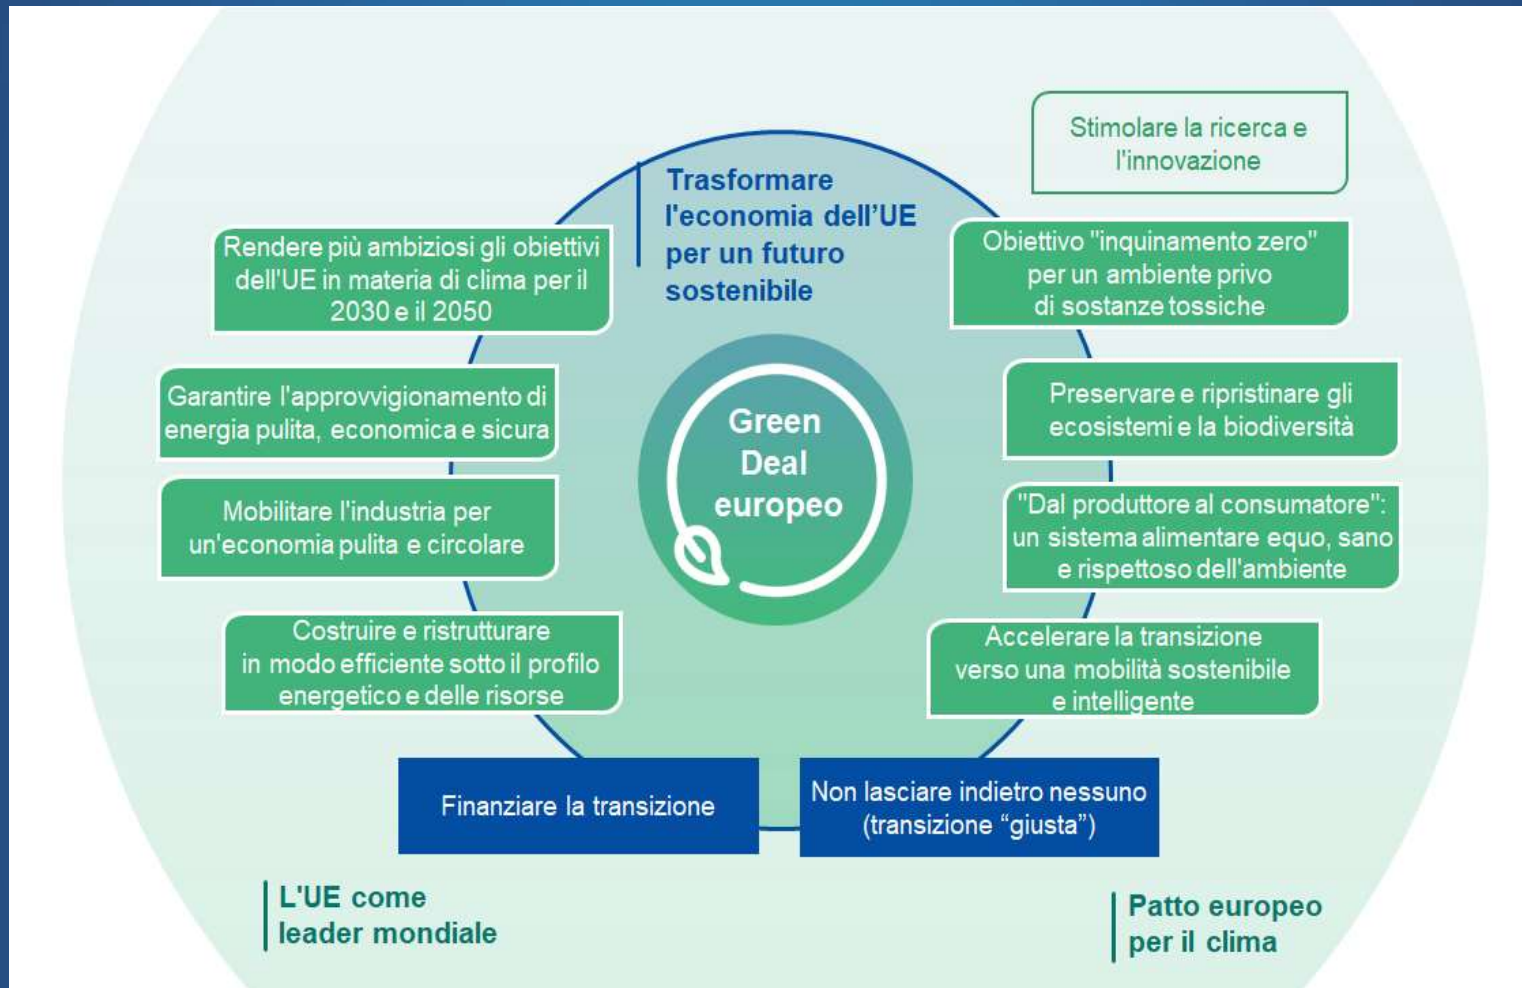 Stimolare la ricerca e
l'innovazione
Trasformare
l'economia dell’UE
per un futuro
sostenibile
Rendere più ambiziosi gli obiettivi
dell'UE in materia di clima per il
2030 e il 2050
Garantire l'approvvigionamento di
energia pulita, economica e sicura
Mobilitare l'industria per
un'economia pulita e circolare
Costruire e ristrutturare
in modo efficiente sotto il profilo
energetico e delle risorse
Green
Deal
europeo
Obiettivo "inquinamento zero"
per un ambiente privo
di sostanze tossiche
Preservare e ripristinare gli
ecosistemi e la biodiversità
"Dal produttore al consumatore":
un sistema alimentare equo, sano
e rispettoso dell'ambiente
Accelerare la transizione
verso una mobilità sostenibile
e intelligente
Finanziare la transizione
Non lasciare indietro nessuno
(transizione “giusta”)
L'UE come
leader mondiale
Patto europeo
per il clima